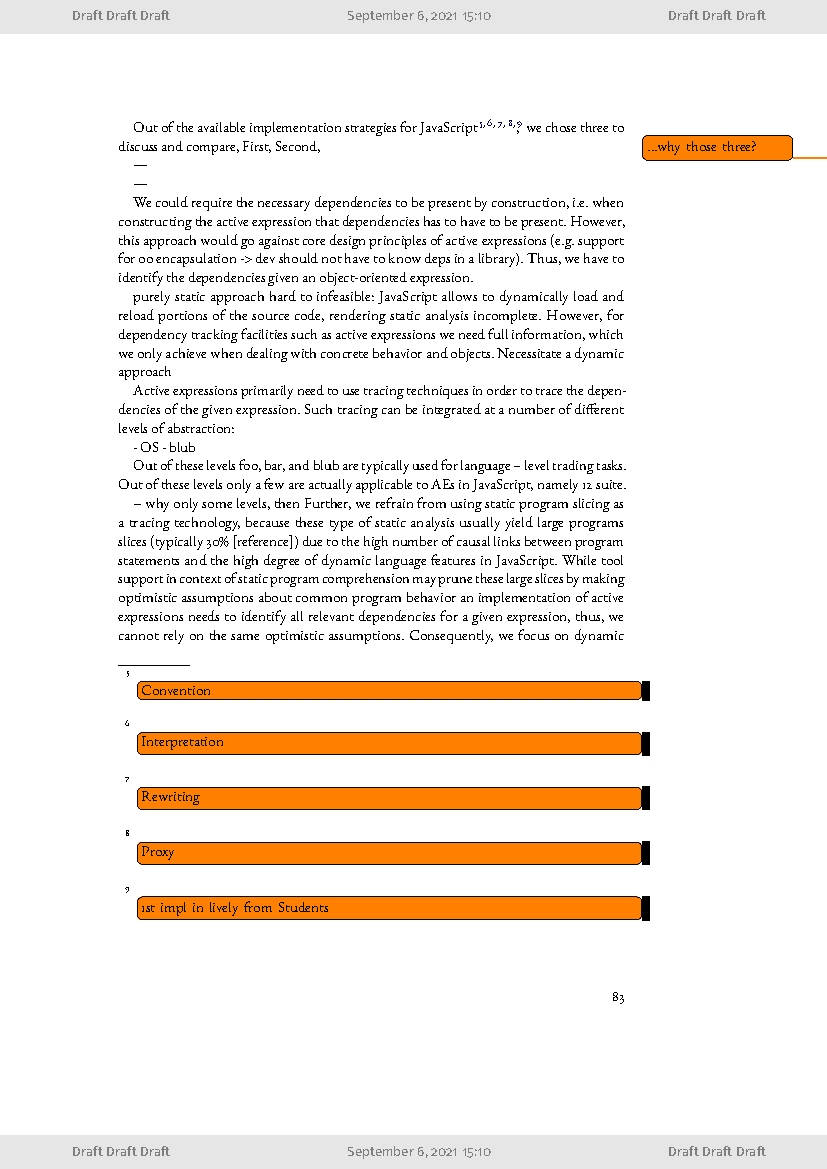 Draft Draft Draft September 6, 2021 15:10 Draft Draft Draft
Out of the available implementation strategies for JavaScript5, 6, 7, 8, 9, we chose three to
discuss and compare, First, Second,
...why those three?
—
—
We could require the necessary dependencies to be present by construction, i.e. when
constructing the active expression that dependencies has to have to be present. However,
this approach would go against core design principles of active expressions (e.g. support
for oo encapsulation -> dev should not have to know deps in a library). Thus, we have to
identify the dependencies given an object-oriented expression.
purely static approach hard to infeasible: JavaScript allows to dynamically load and
reload portions of the source code, rendering static analysis incomplete. However, for
dependency tracking facilities such as active expressions we need full information, which
we only achieve when dealing with concrete behavior and objects. Necessitate a dynamic
approach
Active expressions primarily need to use tracing techniques in order to trace the depen-
dencies of the given expression. Such tracing can be integrated at a number of different
levels of abstraction:
- OS - blub
Out of these levels foo, bar, and blub are typically used for language – level trading tasks.
Out of these levels only a few are actually applicable to AEs in JavaScript, namely 12 suite.
– why only some levels, then Further, we refrain from using static program slicing as
a tracing technology, because these type of static analysis usually yield large programs
slices (typically 30% [reference]) due to the high number of causal links between program
statements and the high degree of dynamic language features in JavaScript. While tool
support in context of static program comprehension may prune these large slices by making
optimistic assumptions about common program behavior an implementation of active
expressions needs to identify all relevant dependencies for a given expression, thus, we
cannot rely on the same optimistic assumptions. Consequently, we focus on dynamic
5
Convention
6
Interpretation
7
Rewriting
8
Proxy
9
1st impl in lively from Students
83
Draft Draft Draft September 6, 2021 15:10 Draft Draft Draft